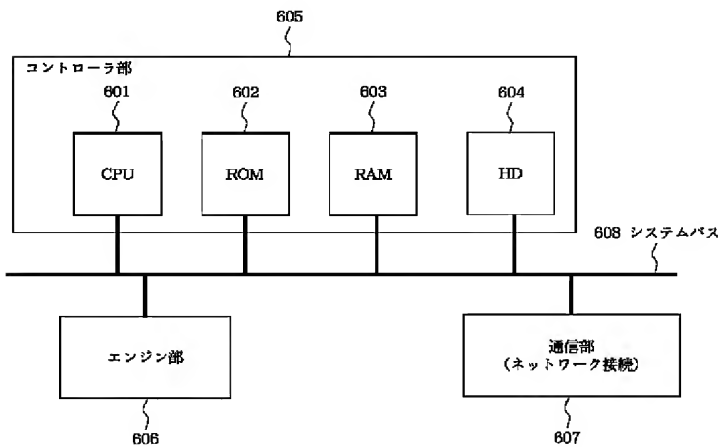 605
コントローラ部
601
602
603
604
CPU
ROM
RAM
HD
608 システムバス
エンジン部
通信部
(ネットワーク接続)
606
607